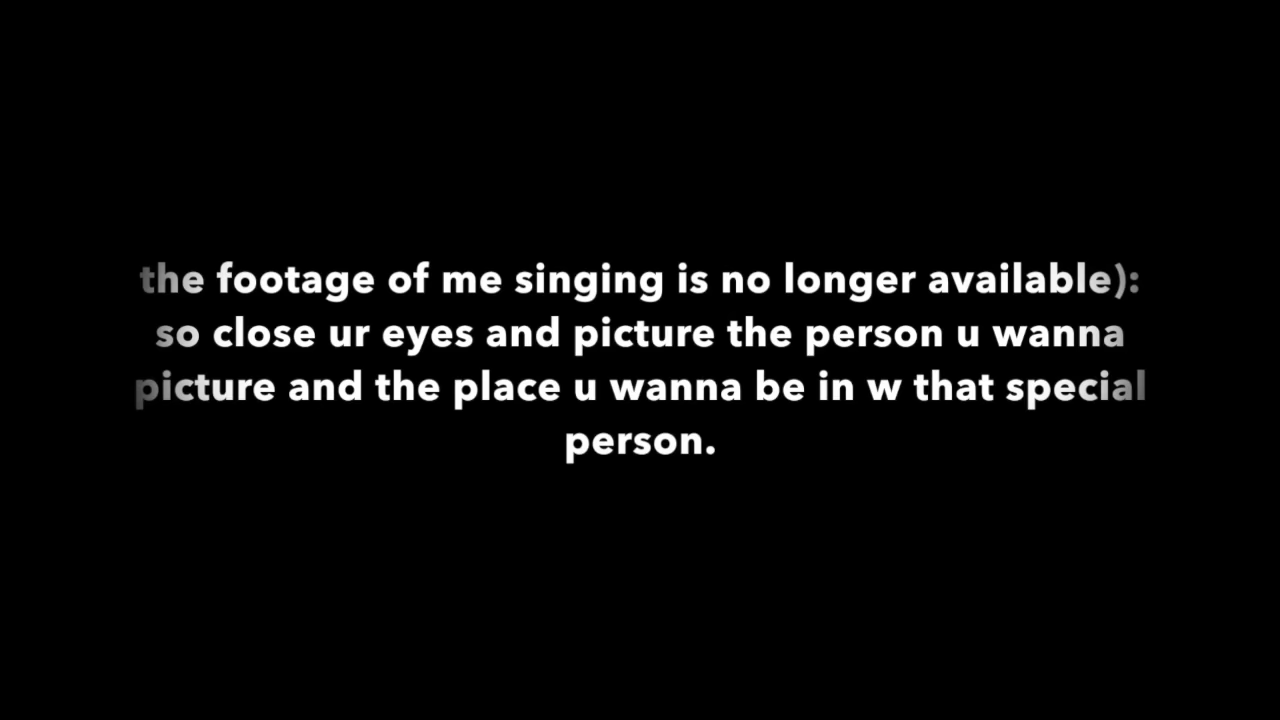 the footage of me singing is no longer available):
so close ur eyes and picture the person u wanna
picture and the place u wanna be in w that special
person.